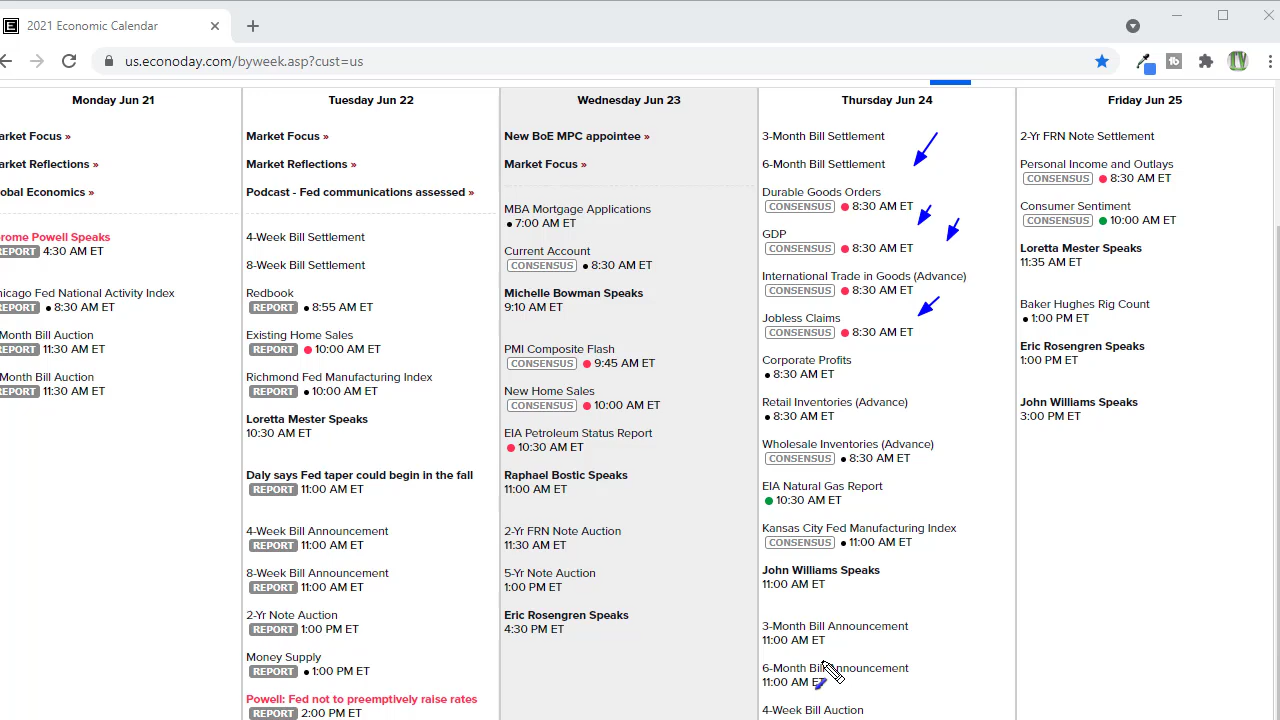 2021 Economic Calendar
us.econoday.com/byweek.asp?cust=us
Monday Jun 21
arket Focus »
arket Reflections »
obal Economics »
rome Powell Speaks
REPORT 4:30 AM ET
icago Fed National Activity Index
REPORT • 8:30 AM ET
Month Bill Auction
REPORT 11:30 AM ET
Month Bill Auction
REPORT 11:30 AM ET
Tuesday Jun 22
Market Focus »
Market Reflections »
Podcast - Fed communications assessed »
4-Week Bill Settlement
8-Week Bill Settlement
Redbook
REPORT • 8:55 AM ET
Existing Home Sales
REPORT • 10:00 AM ET
Richmond Fed Manufacturing Index
REPORT • 10:00 AM ET
Loretta Mester Speaks
10:30 AM ET
Daly says Fed taper could begin in the fall
REPORT 11:00 AM ET
4-Week Bill Announcement
REPORT 11:00 AM ET
8-Week Bill Announcement
REPORT 11:00 AM ET
2-Yr Note Auction
REPORT 1:00 PM ET
Money Supply
REPORT • 1:00 PM ET
Powell: Fed not to preemptively raise rates
REPORT 2:00 PM ET
Wednesday Jun 23
New BoE MPC appointee »
Market Focus »
MBA Mortgage Applications
• 7:00 AM ET
Current Account
CONSENSUS • 8:30 AM ET
Michelle Bowman Speaks
9:10 AM ET
PMI Composite Flash
CONSENSUS • 9:45 AM ET
New Home Sales
CONSENSUS • 10:00 AM ET
EIA Petroleum Status Report
• 10:30 AM ET
Raphael Bostic Speaks
11:00 AM ET
2-Yr FRN Note Auction
11:30 AM ET
5-Yr Note Auction
1:00 PM ET
Eric Rosengren Speaks
4:30 PM ET
Thursday Jun 24
3-Month Bill Settlement
6-Month Bill Settlement
Durable Goods Orders
CONSENSUS • 8:30 AM ET
GDP
CONSENSUS • 8:30 AM ET
International Trade in Goods (Advance)
CONSENSUS • 8:30 AM ET
Jobless Claims
CONSENSUS • 8:30 AM ET
Corporate Profits
• 8:30 AM ET
Retail Inventories (Advance)
• 8:30 AM ET
Wholesale Inventories (Advance)
CONSENSUS • 8:30 AM ET
EIA Natural Gas Report
• 10:30 AM ET
Kansas City Fed Manufacturing Index
CONSENSUS • 11:00 AM ET
John Williams Speaks
11:00 AM ET
3-Month Bill Announcement
11:00 AM ET
6-Month Bill Announcement
11:00 AM ET
4-Week Bill Auction
Friday Jun 25
2-Yr FRN Note Settlement
Personal Income and Outlays
CONSENSUS • 8:30 AM ET
Consumer Sentiment
CONSENSUS • 10:00 AM ET
Loretta Mester Speaks
11:35 AM ET
Baker Hughes Rig Count
• 1:00 PM ET
Eric Rosengren Speaks
1:00 PM ET
John Williams Speaks
3:00 PM ET